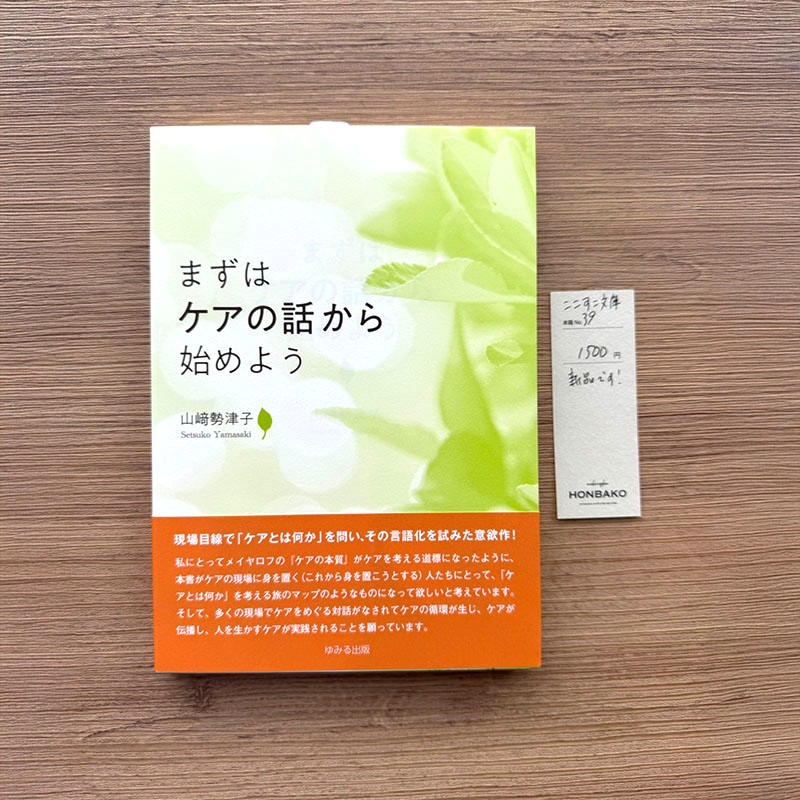 まずは
ケアの話から
始めよう
山﨑勢津子
Setsuko Yamasaki
現場目線で「ケアとは何か」を問い、その言語化を試みた意欲作！
私にとってメイヤロフの『ケアの本質』がケアを考える道標になったように、
本書がケアの現場に身を置く(これから身を置こうとする)人たちにとって、「ケ
アとは何か」を考える旅のマップのようなものになって欲しいと考えています。
そして、多くの現場でケアをめぐる対話がなされてケアの循環が生じ、ケアが
伝播し、人を生かすケアが実践されることを願っています。
ゆみる出版
ここすこ文庫
本箱No. 39
1500 円
新品です！
HONBAKO